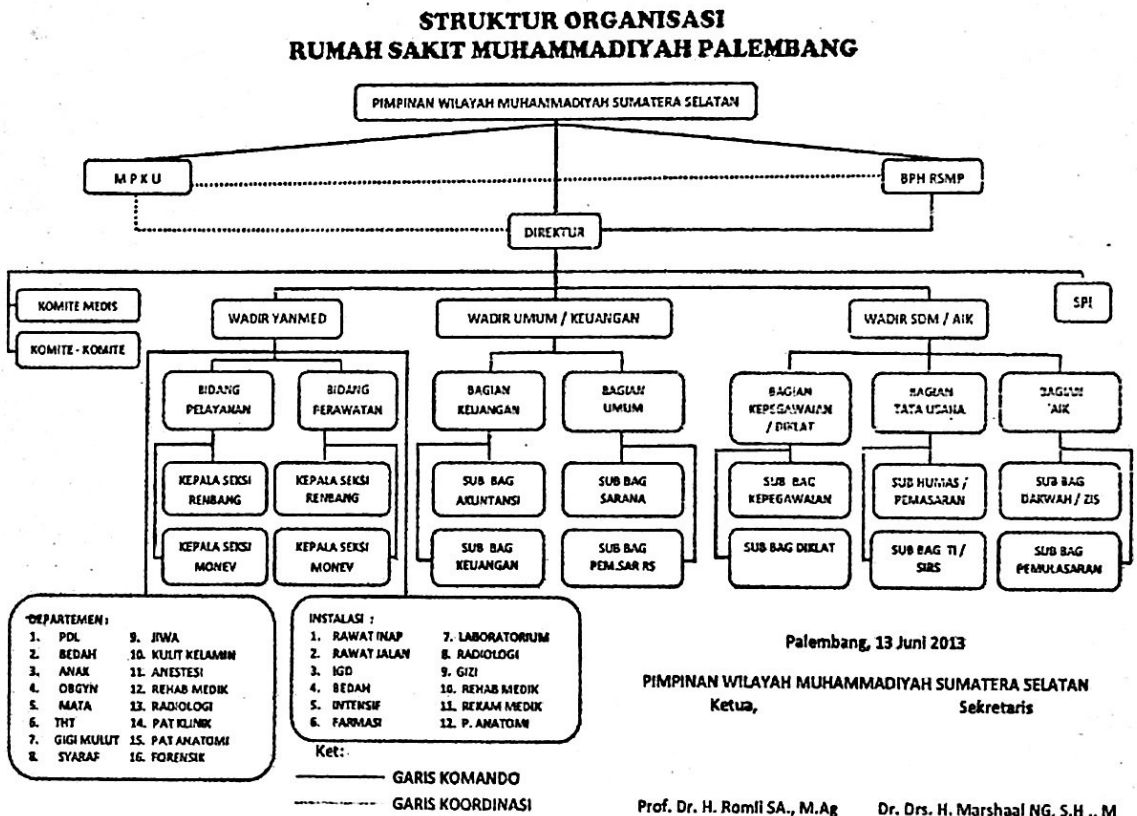 STRUKTUR ORGANISASI
RUMAH SAKIT MUHAMMADIYAH PALEMBANG
PIMPINAN WILAYAH MUHAMMADIYAH SUMATERA SELATAN
M P K U
BPH RSMP
DIREKTUR
KOMITE MEDIS
KOMITE - KOMITE
WADIR YANMED
WADIR UMUM / KEUANGAN
WADIR SDM / AIK
SPI
BIDANG
PELAYANAN
BIDANG
PERAWATAN
BAGIAN
KEUANGAN
BAGIAN
UMUM
BAGIAN
KEPEGAWAIAN
/ DIKLAT
BAGIAN
TATA USAHA
BAGIAN
AIK
KEPALA SEKSI
RENBANG
KEPALA SEKSI
RENBANG
SUB BAG
AKUNTANSI
SUB BAG
SARANA
SUB BAG
KEPEGAWAIAN
SUB HUMAS /
PEMASARAN
SUB BAG
DAKWAH / ZIS
KEPALA SEKSI
MONEV
KEPALA SEKSI
MONEV
SUB BAG
KEUANGAN
SUB BAG
PEM.SAR RS
SUB BAG DIKLAT
SUB BAG TI /
SIRS
SUB BAG
PEMULASARAN
DEPARTEMEN :
1. PDL
2. BEDAH
3. ANAK
4. OBGYN
5. MATA
6. THT
7. GIGI MULUT
8. SYARAF
9. JIWA
10. KULIT KELAMIN
11. ANESTESI
12. REHAB MEDIK
13. RADIOLOGI
14. PAT KLINIK
15. PAT ANATOMI
16. FORENSIK
INSTALASI :
1. RAWAT INAP
2. RAWAT JALAN
3. IGD
4. BEDAH
5. INTENSIF
6. FARMASI
7. LABORATORIUM
8. RADIOLOGI
9. GIZI
10. REHAB MEDIK
11. REKAM MEDIK
12. P. ANATOMI
Ket:
GARIS KOMANDO
GARIS KOORDINASI
Palembang, 13 Juni 2013
PIMPINAN WILAYAH MUHAMMADIYAH SUMATERA SELATAN
Ketua, Sekretaris
Prof. Dr. H. Romli SA., M.Ag Dr. Drs. H. Marshaal NG, S.H ., M